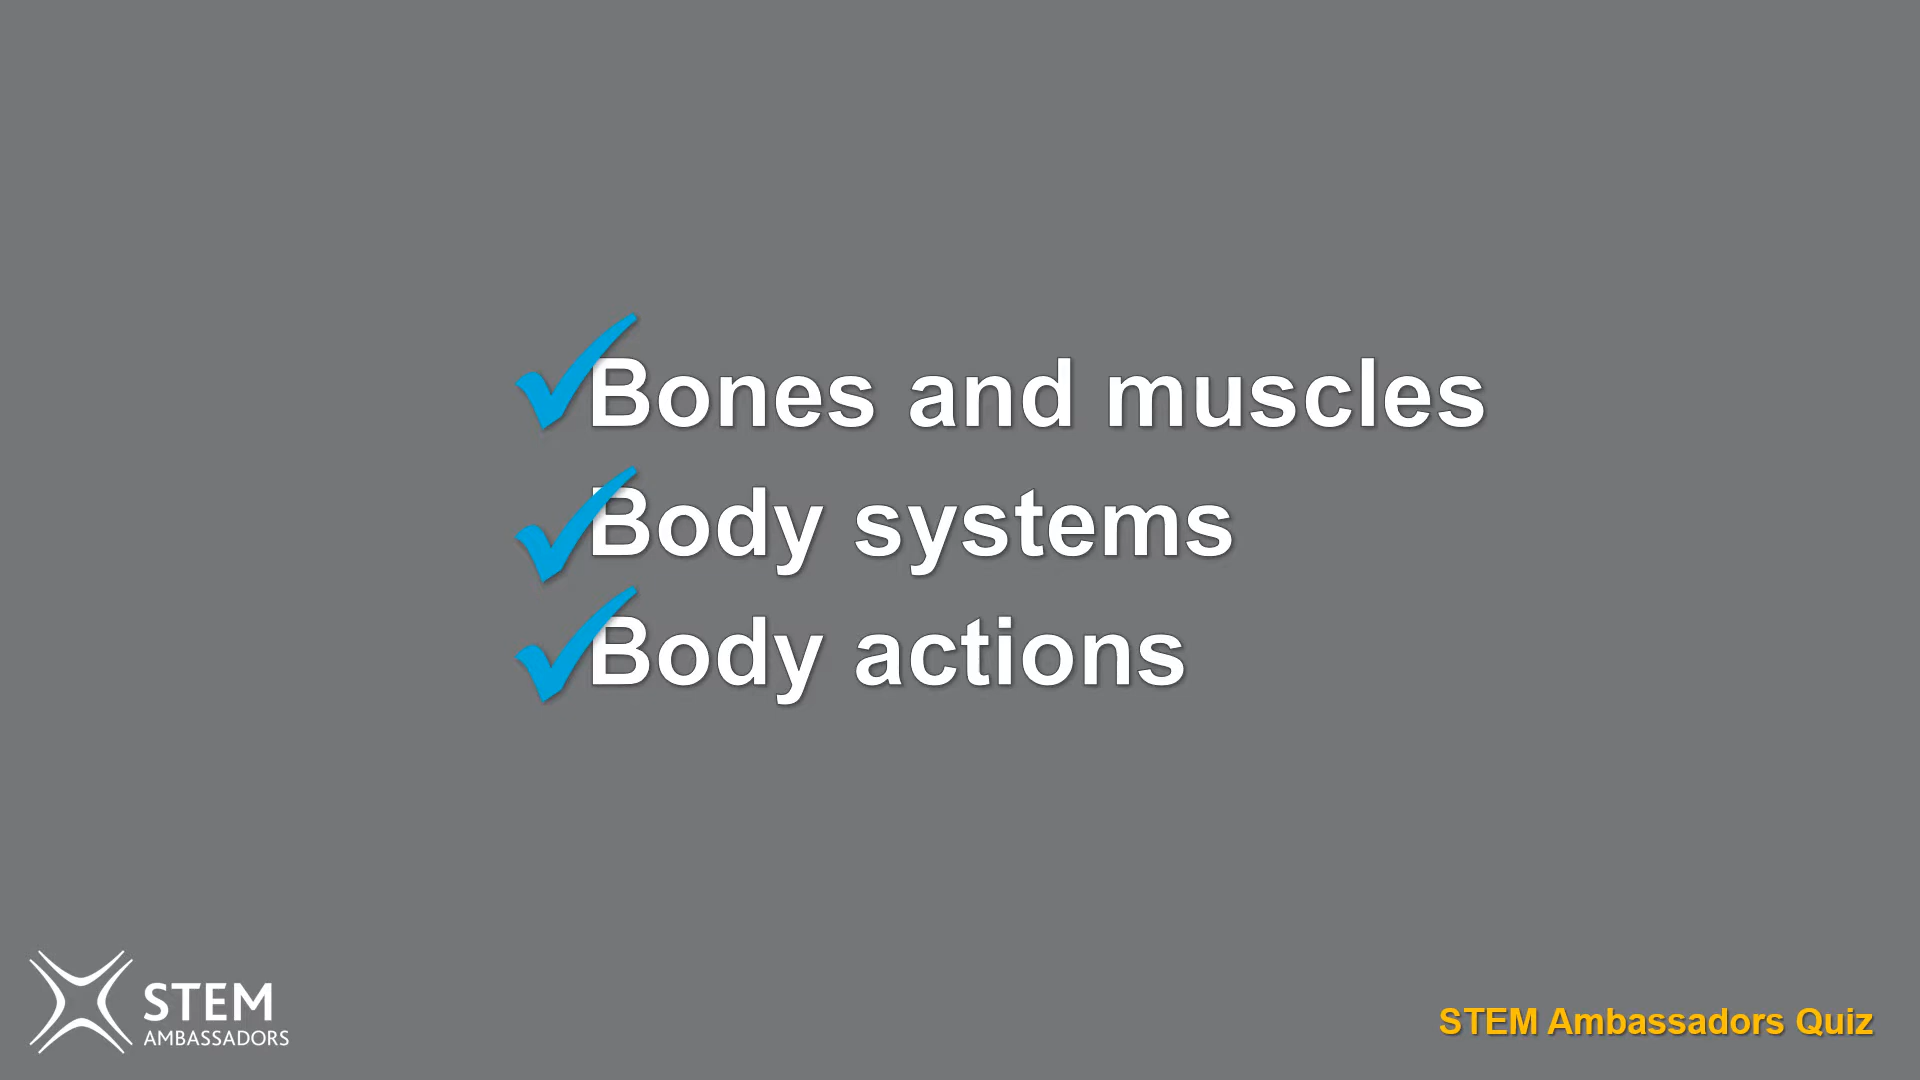 Bones and muscles
Body systems
Body actions
STEM
AMBASSADORS
STEM Ambassadors Quiz